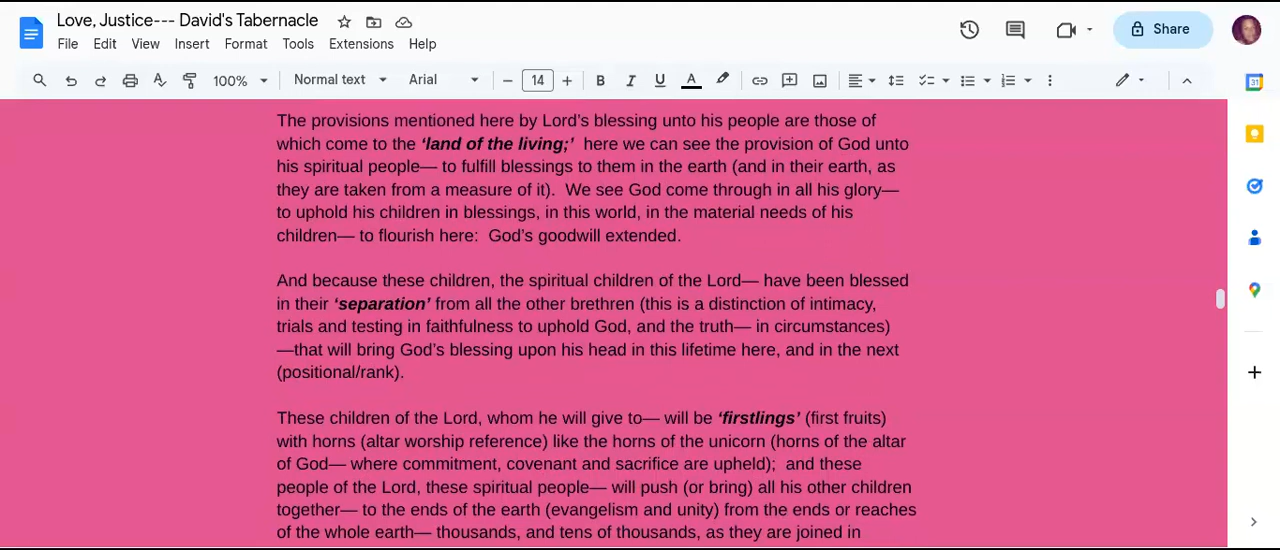 Love, Justice--- David's Tabernacle
File Edit View Insert Format Tools Extensions Help
Share
100% Normal text Arial − 14 + B I U A
31
The provisions mentioned here by Lord’s blessing unto his people are those of
which come to the ‘land of the living;’ here we can see the provision of God unto
his spiritual people— to fulfill blessings to them in the earth (and in their earth, as
they are taken from a measure of it). We see God come through in all his glory—
to uphold his children in blessings, in this world, in the material needs of his
children— to flourish here: God’s goodwill extended.
And because these children, the spiritual children of the Lord— have been blessed
in their ‘separation’ from all the other brethren (this is a distinction of intimacy,
trials and testing in faithfulness to uphold God, and the truth— in circumstances)
—that will bring God’s blessing upon his head in this lifetime here, and in the next
(positional/rank).
These children of the Lord, whom he will give to— will be ‘firstlings’ (first fruits)
with horns (altar worship reference) like the horns of the unicorn (horns of the altar
of God— where commitment, covenant and sacrifice are upheld); and these
people of the Lord, these spiritual people— will push (or bring) all his other children
together— to the ends of the earth (evangelism and unity) from the ends or reaches
of the whole earth— thousands, and tens of thousands, as they are joined in